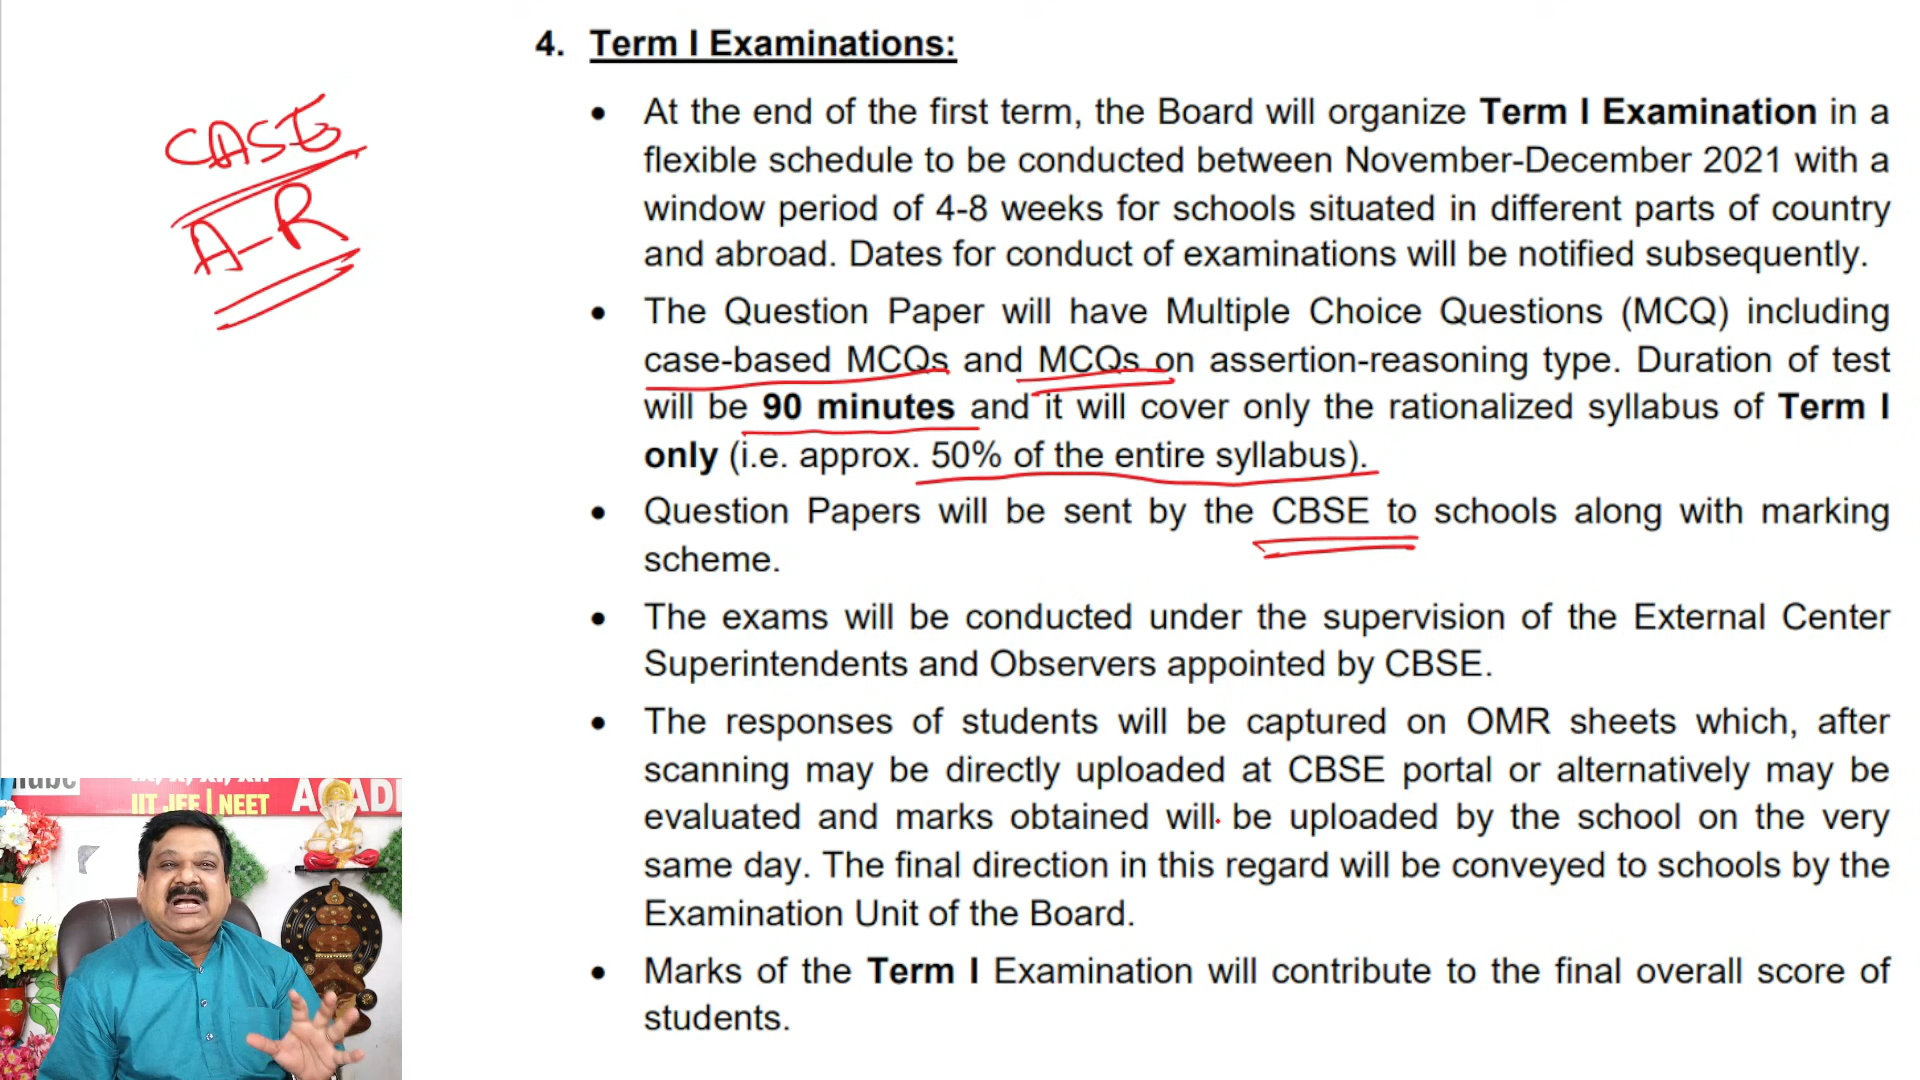 4. Term I Examinations:
CASE
A-R
• At the end of the first term, the Board will organize Term I Examination in a
flexible schedule to be conducted between November-December 2021 with a
window period of 4-8 weeks for schools situated in different parts of country
and abroad. Dates for conduct of examinations will be notified subsequently.
• The Question Paper will have Multiple Choice Questions (MCQ) including
case-based MCQs and MCQs on assertion-reasoning type. Duration of test
will be 90 minutes and it will cover only the rationalized syllabus of Term I
only (i.e. approx. 50% of the entire syllabus).
• Question Papers will be sent by the CBSE to schools along with marking
scheme.
• The exams will be conducted under the supervision of the External Center
Superintendents and Observers appointed by CBSE.
• The responses of students will be captured on OMR sheets which, after
scanning may be directly uploaded at CBSE portal or alternatively may be
evaluated and marks obtained will be uploaded by the school on the very
same day. The final direction in this regard will be conveyed to schools by the
Examination Unit of the Board.
• Marks of the Term I Examination will contribute to the final overall score of
students.
IIT JEE | NEET